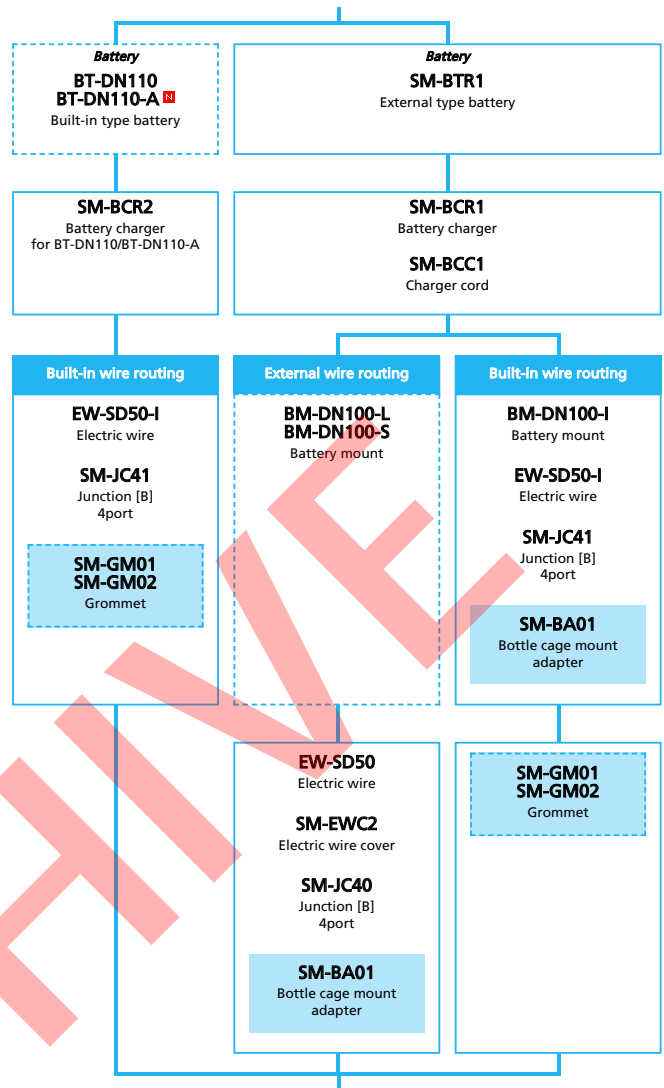 Battery
BT-DN110
BT-DN110-A N
Built-in type battery
Battery
SM-BTR1
External type battery
SM-BCR2
Battery charger
for BT-DN110/BT-DN110-A
SM-BCR1
Battery charger
SM-BCC1
Charger cord
Built-in wire routing
EW-SD50-I
Electric wire
SM-JC41
Junction [B]
4port
SM-GM01
SM-GM02
Grommet
External wire routing
BM-DN100-L
BM-DN100-S
Battery mount
EW-SD50
Electric wire
SM-EWC2
Electric wire cover
SM-JC40
Junction [B]
4port
SM-BA01
Bottle cage mount
adapter
Built-in wire routing
BM-DN100-I
Battery mount
EW-SD50-I
Electric wire
SM-JC41
Junction [B]
4port
SM-BA01
Bottle cage mount
adapter
SM-GM01
SM-GM02
Grommet
HIVE